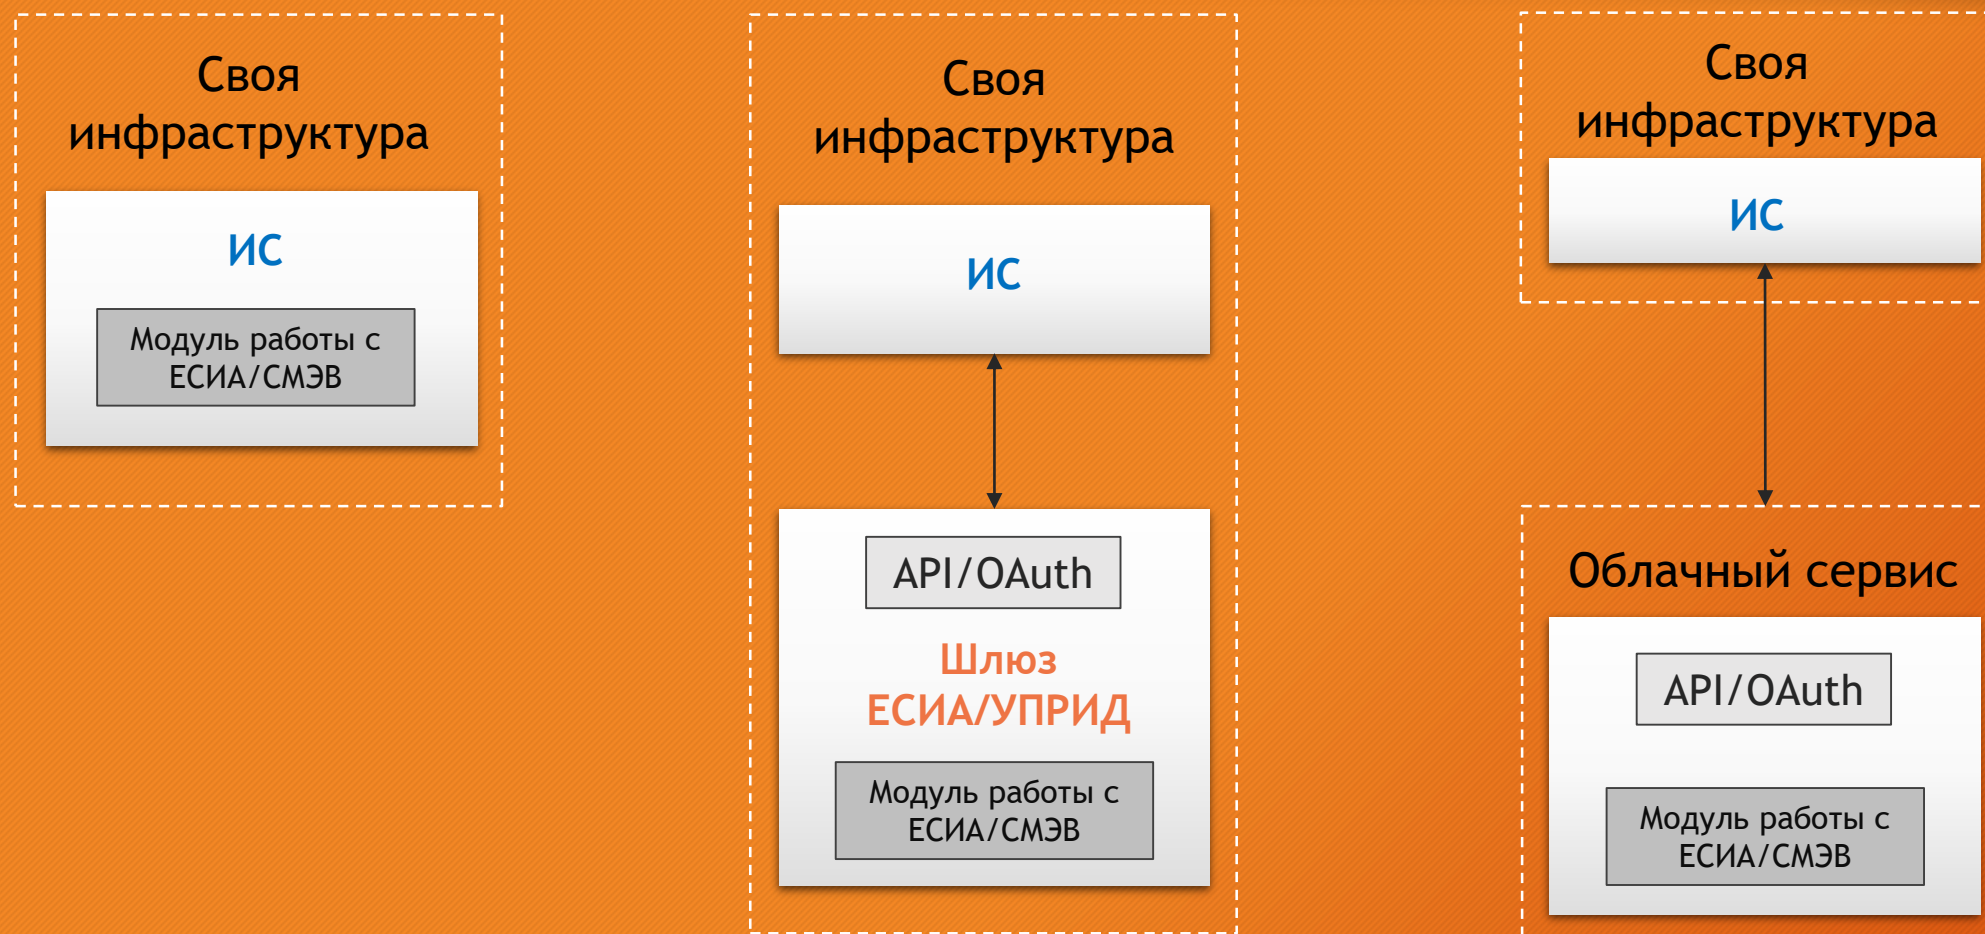 Своя
инфраструктура
ИС
Модуль работы с
ЕСИА/СМЭВ
Своя
инфраструктура
ИС
API/OAuth
Шлюз
ЕСИА/УПРИД
Модуль работы с
ЕСИА/СМЭВ
Своя
инфраструктура
ИС
Облачный сервис
API/OAuth
Модуль работы с
ЕСИА/СМЭВ